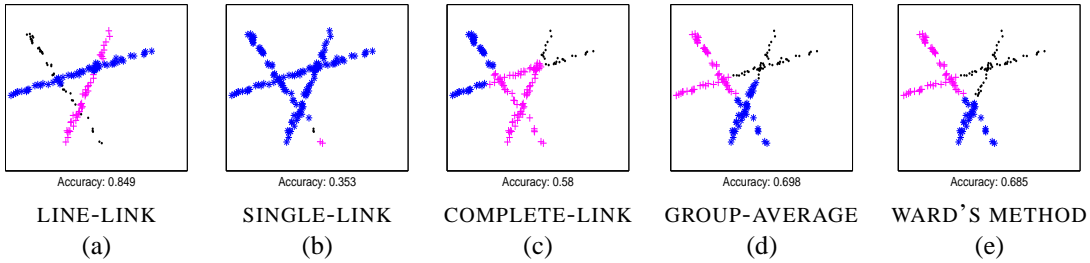 Accuracy: 0.849 Accuracy: 0.353 Accuracy: 0.58 Accuracy: 0.698 Accuracy: 0.685
LINE-LINK SINGLE-LINK COMPLETE-LINK GROUP-AVERAGE WARD'S METHOD
(a) (b) (c) (d) (e)